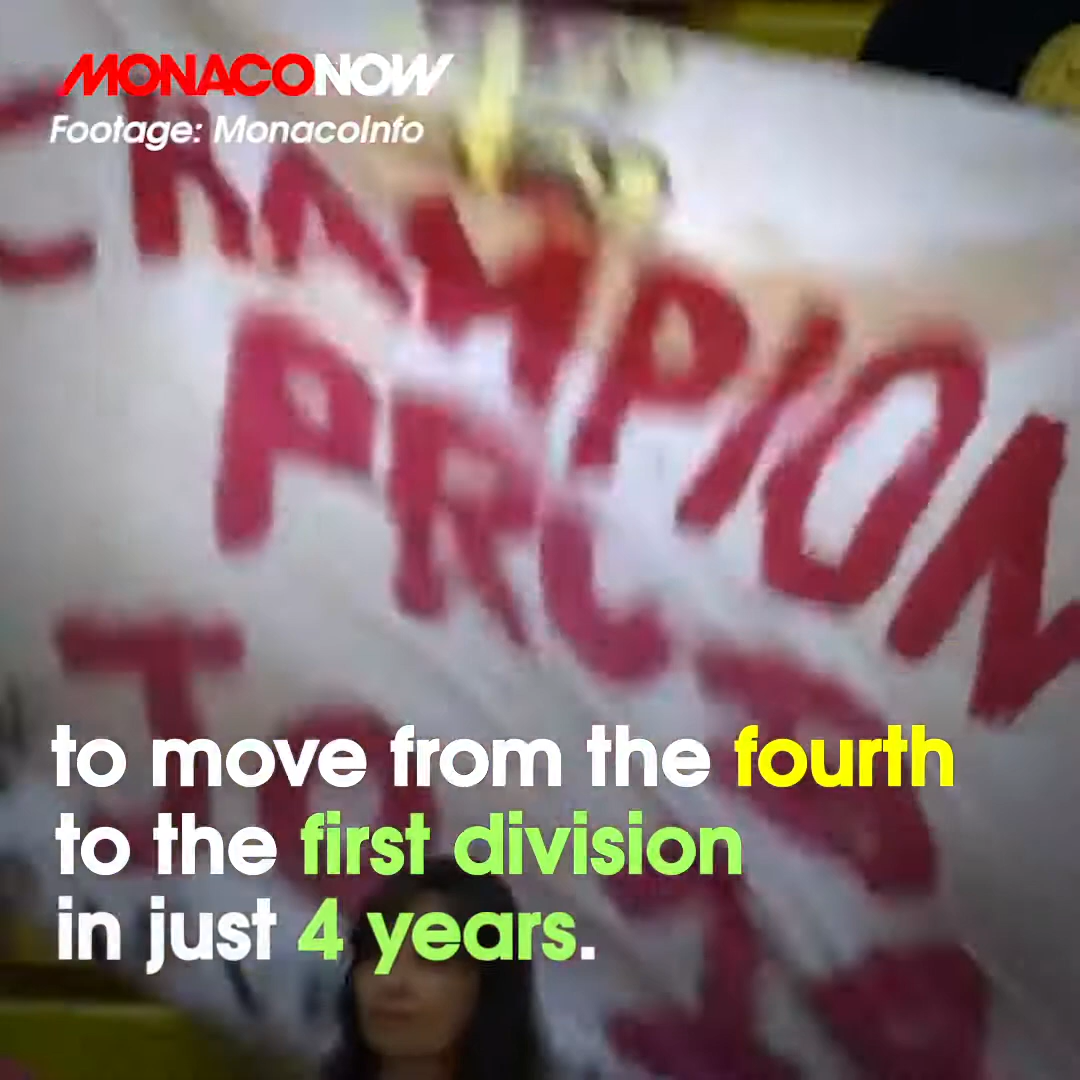 MONACONOW
Footage: MonacoInfo
CHAMPION
to move from the fourth
to the first division
in just 4 years.